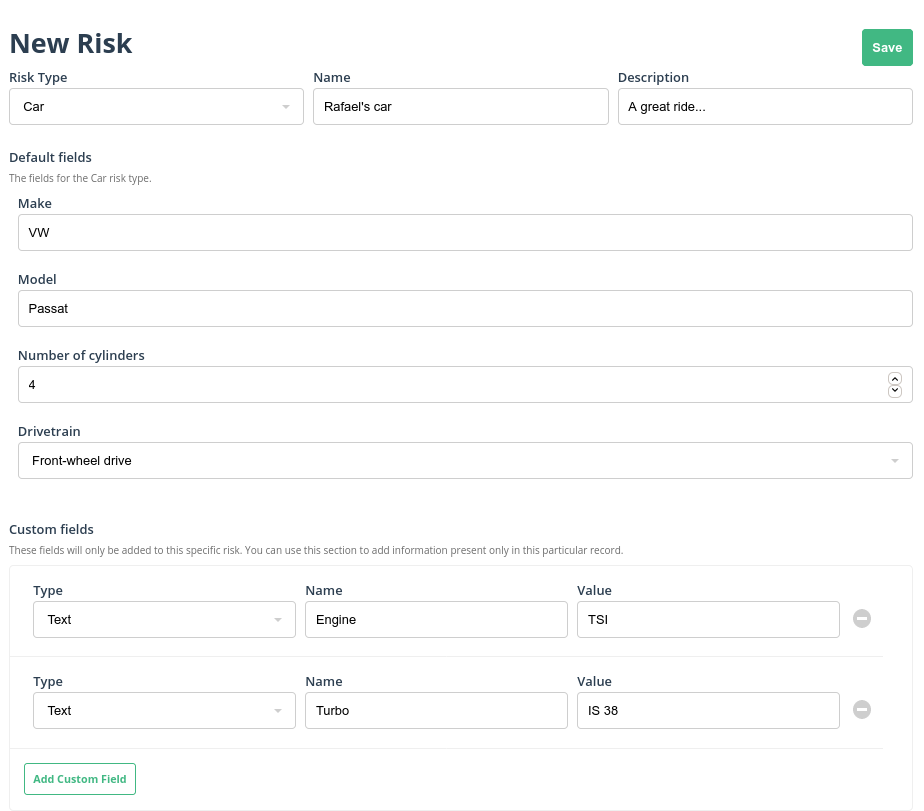 New Risk
Save
Risk Type Name Description
Car Rafael's car A great ride...
Default fields
The fields for the Car risk type.
Make
VW
Model
Passat
Number of cylinders
4
Drivetrain
Front-wheel drive
Custom fields
These fields will only be added to this specific risk. You can use this section to add information present only in this particular record.
Type Name Value
Text Engine TSI
Type Name Value
Text Turbo IS 38
Add Custom Field